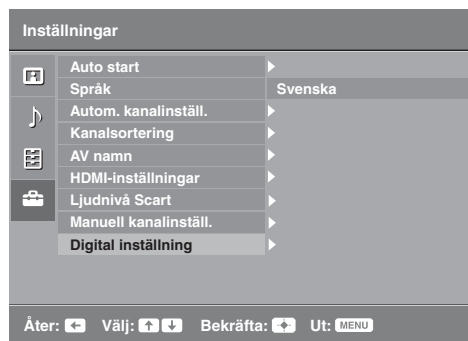 Inställningar
Auto start
Språk Svenska
Autom. kanalinställ.
Kanalsortering
AV namn
HDMI-inställningar
Ljudnivå Scart
Manuell kanalinställ.
Digital inställning
Åter: Välj: Bekräfta: Ut: MENU